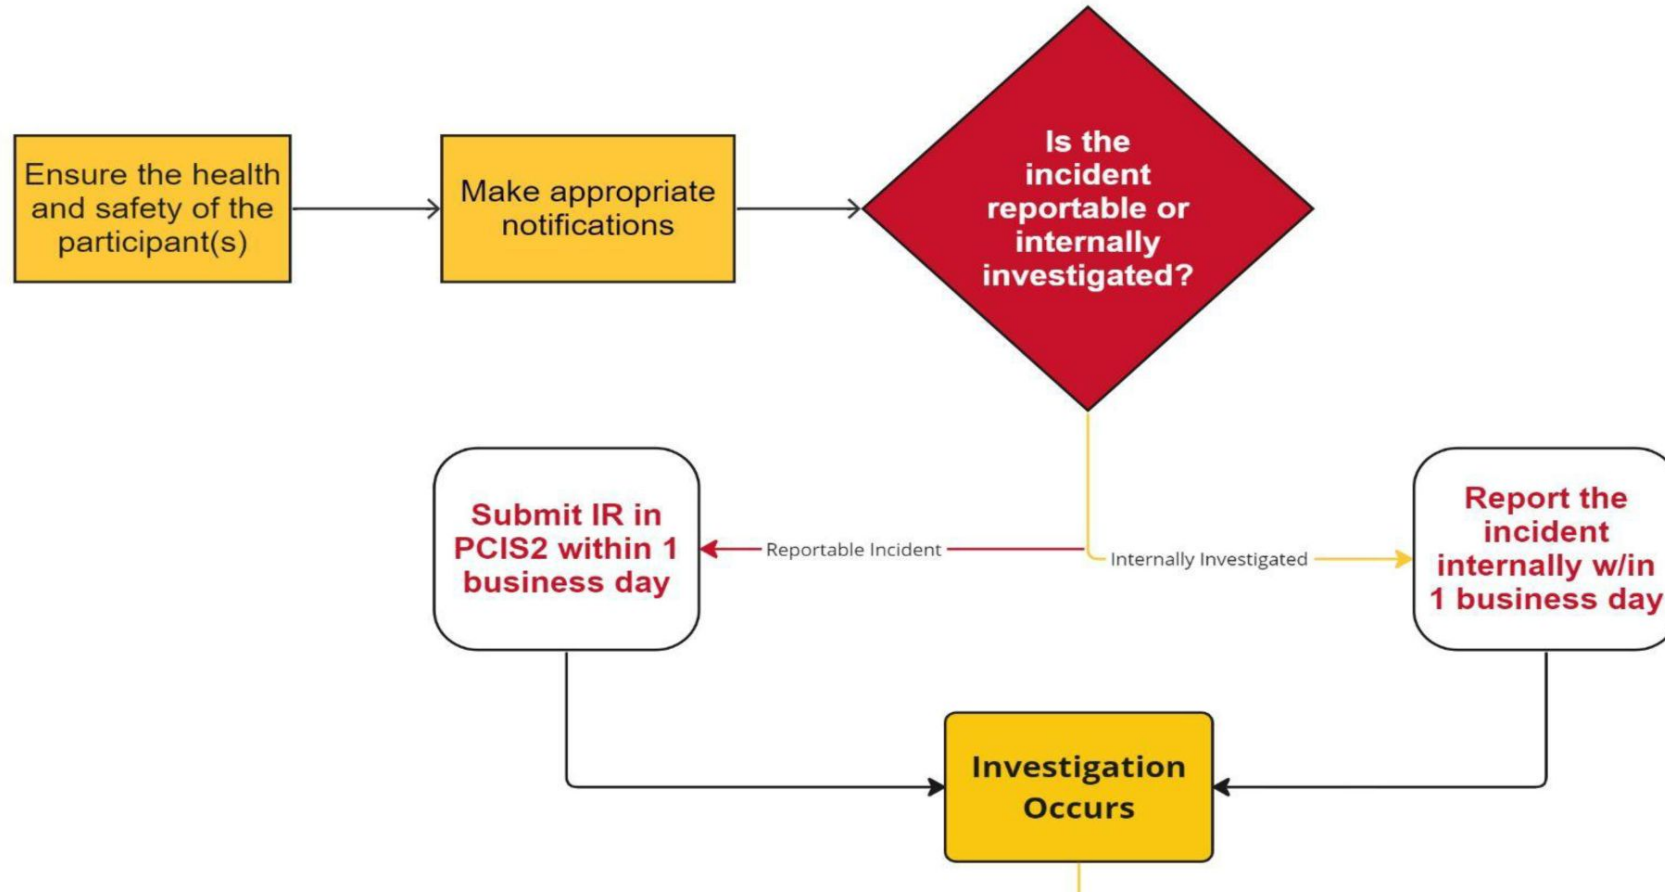 Ensure the health
and safety of the
participant(s)
Make appropriate
notifications
Is the
incident
reportable or
internally
investigated?
Submit IR in
PCIS2 within 1
business day
Reportable Incident
Internally Investigated
Report the
incident
internally w/in
1 business day
Investigation
Occurs